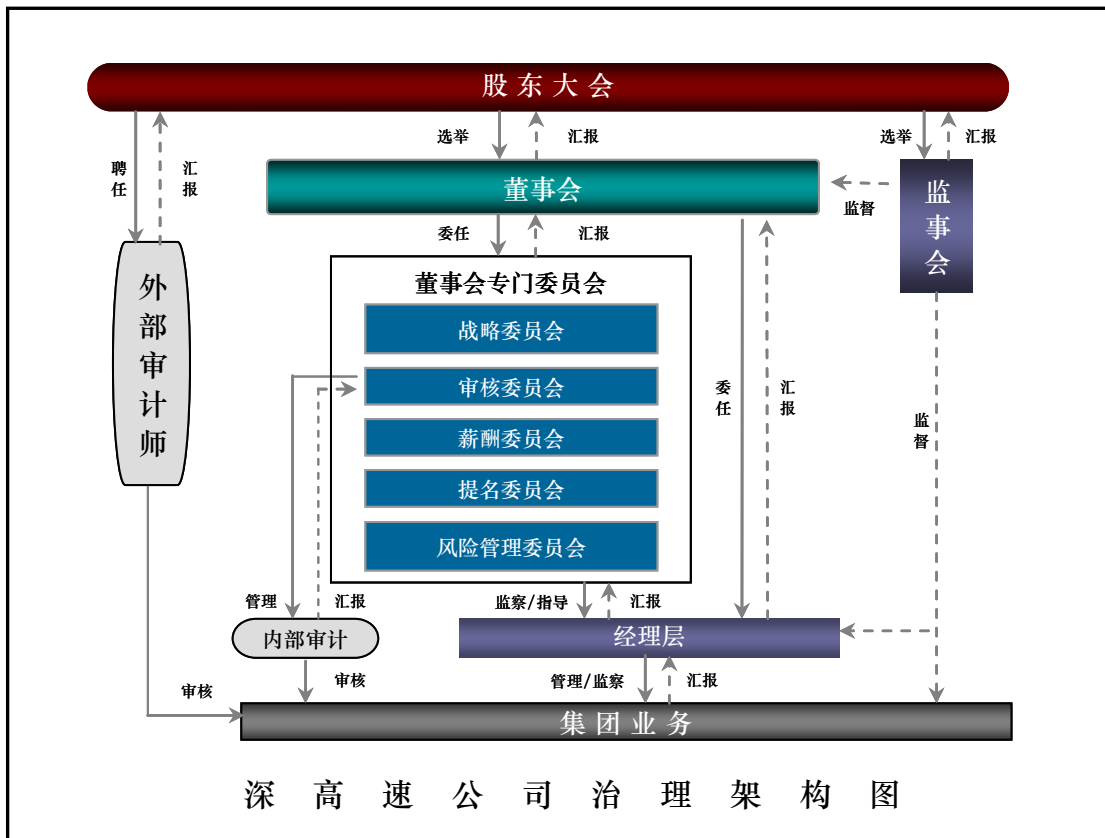 股东大会
选举
汇报
选举
汇报
聘任
汇报
董事会
监督
监事会
委任
汇报
外部审计师
董事会专门委员会
战略委员会
审核委员会
薪酬委员会
提名委员会
风险管理委员会
委任
汇报
监督
管理
汇报
监察/指导
汇报
内部审计
经理层
审核
审核
管理/监察
汇报
集团业务
深高速公司治理架构图